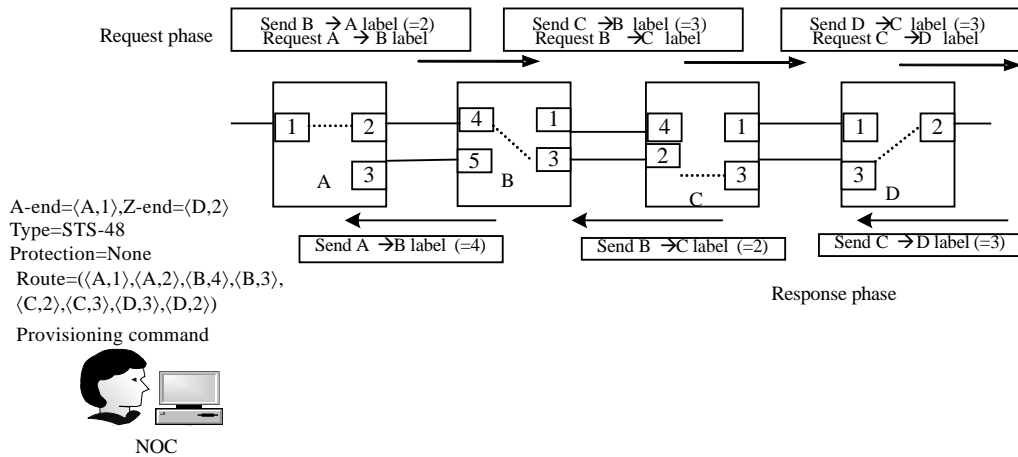 Send B →A label (=2)
Request A →B label
Send C →B label (=3)
Request B →C label
Send D →C label (=3)
Request C →D label
Request phase
1
2
3
A
4
5
1
3
B
4
2
1
3
C
1
3
2
D
Send A →B label (=4)
Send B →C label (=2)
Send C →D label (=3)
Response phase
A-end=⟨A,1⟩,Z-end=⟨D,2⟩
Type=STS-48
Protection=None
Route=(⟨A,1⟩,⟨A,2⟩,⟨B,4⟩,⟨B,3⟩,
⟨C,2⟩,⟨C,3⟩,⟨D,3⟩,⟨D,2⟩)
Provisioning command
NOC